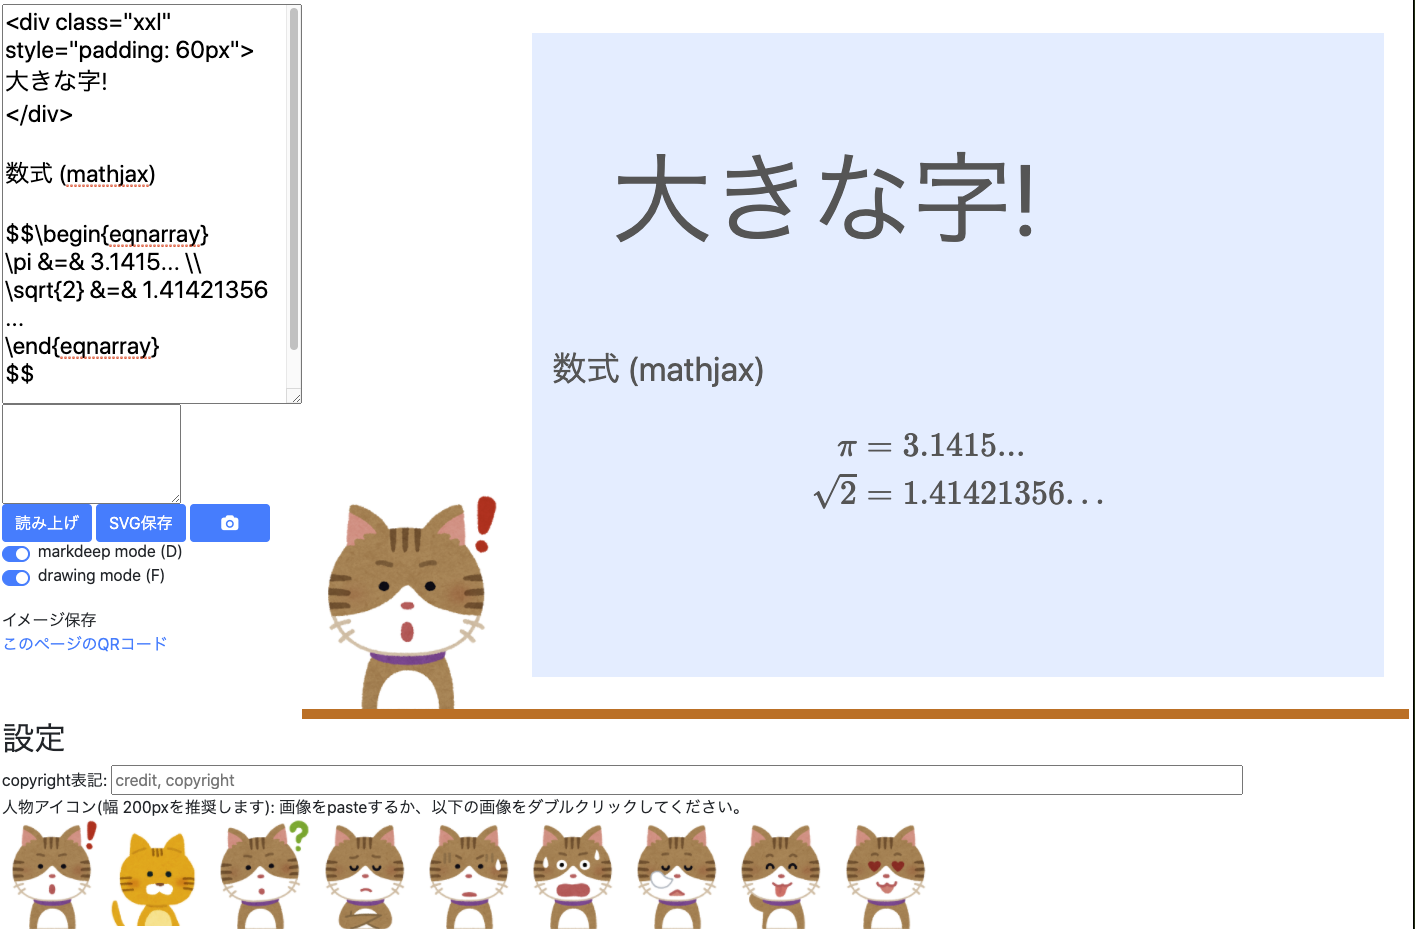 <div class="xxl"
style="padding: 60px">
大きな字!
</div>
数式 (mathjax)
$$\begin{eqnarray}
\pi &=& 3.1415... \\
\sqrt{2} &=& 1.41421356
...
\end{eqnarray}
$$
読み上げ SVG保存
markdeep mode (D)
drawing mode (F)
イメージ保存
このページのQRコード
大きな字!
数式 (mathjax)
π = 3.1415...
√2 = 1.41421356...
設定
copyright表記: credit, copyright
人物アイコン(幅 200pxを推奨します): 画像をpasteするか、以下の画像をダブルクリックしてください。